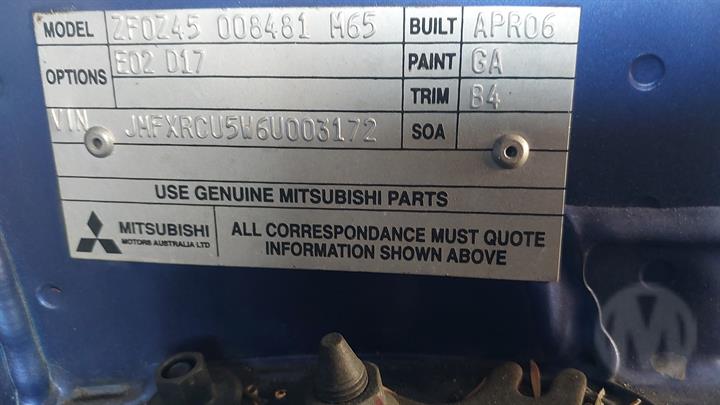 MODEL ZF0Z45 008481 M65 BUILT APR06
OPTIONS E02 D17 PAINT GA
TRIM 84
VIN JMFXRCU5W6U003172 SOA
USE GENUINE MITSUBISHI PARTS
MITSUBISHI
MOTORS AUSTRALIA LTD
ALL CORRESPONDANCE MUST QUOTE
INFORMATION SHOWN ABOVE
M